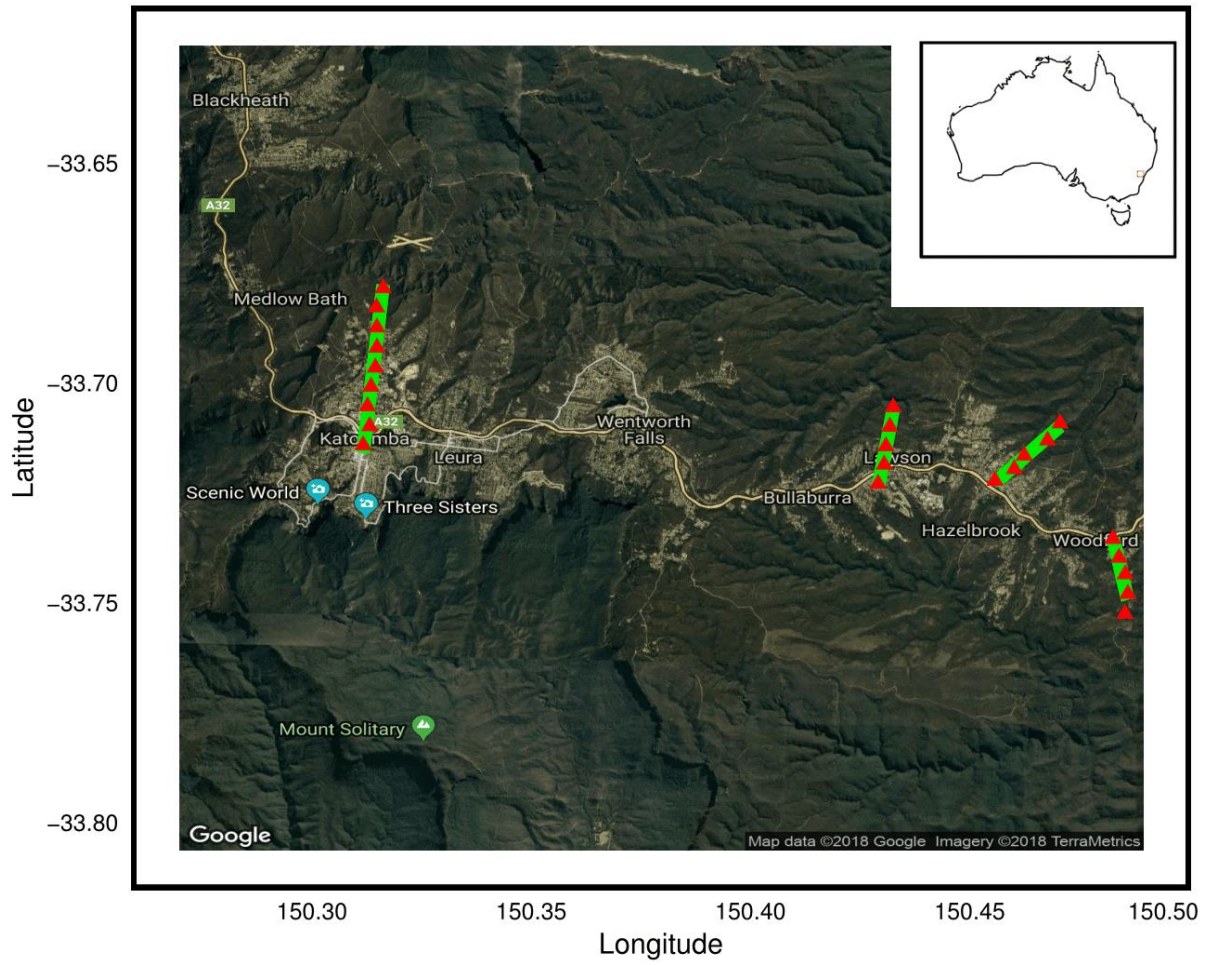 Blackheath
−33.65
A32
Medlow Bath
−33.70
A32
Katoomba
Wentworth
Falls
Leura
Lawson
Scenic World
Three Sisters
Bullaburra
Hazelbrook
Woodford
−33.75
Mount Solitary
−33.80
Google
Map data ©2018 Google Imagery ©2018 TerraMetrics
150.30
150.35
150.40
150.45
150.50
Longitude
Latitude